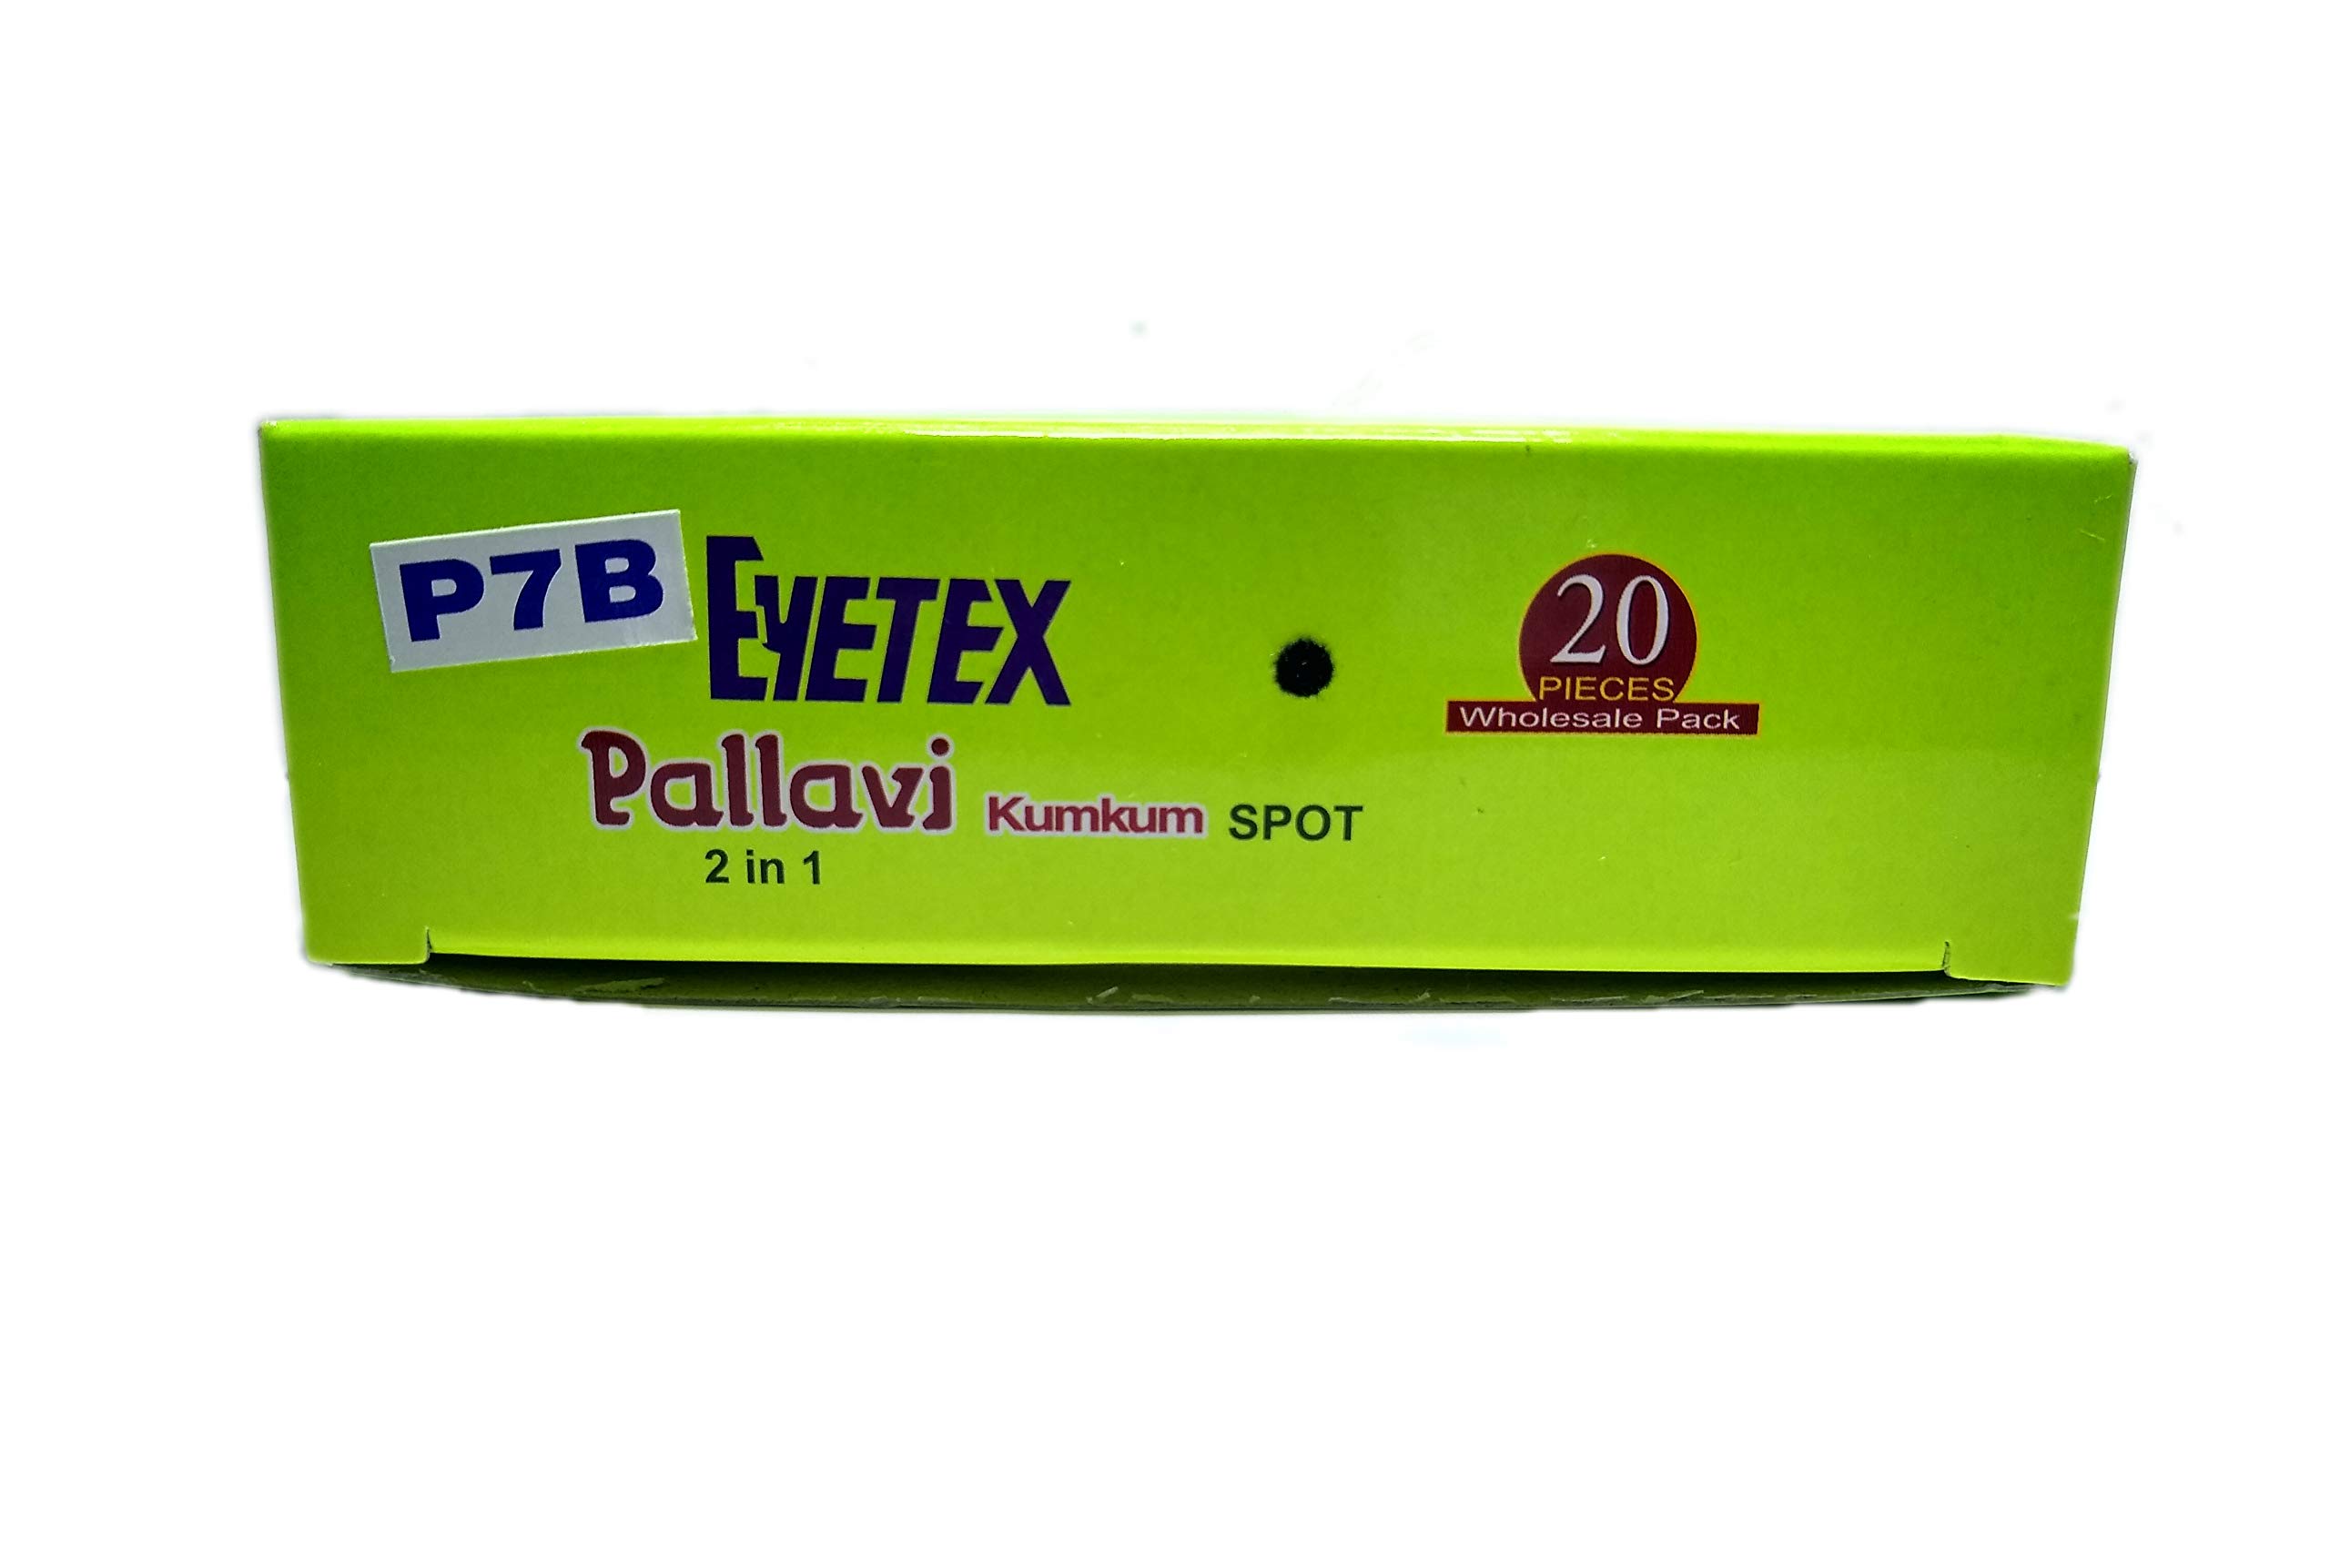 P7B
EYETEX
Pallavi Kumkum SPOT
2 in 1
20
PIECES
Wholesale Pack